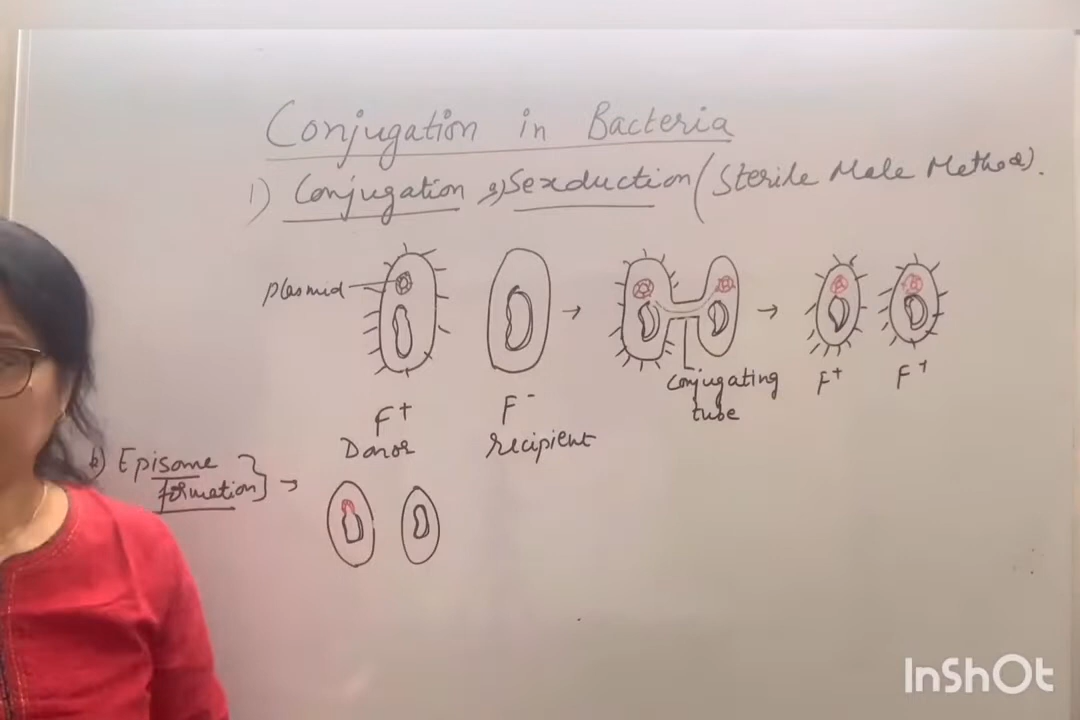 Conjugation in Bacteria
1) Conjugation Sexduction (Sterile Male Method).
plasmid
F+ F- F+ F+
Donor recipient
Conjugating
tube
b) Episome
formation
InShOt